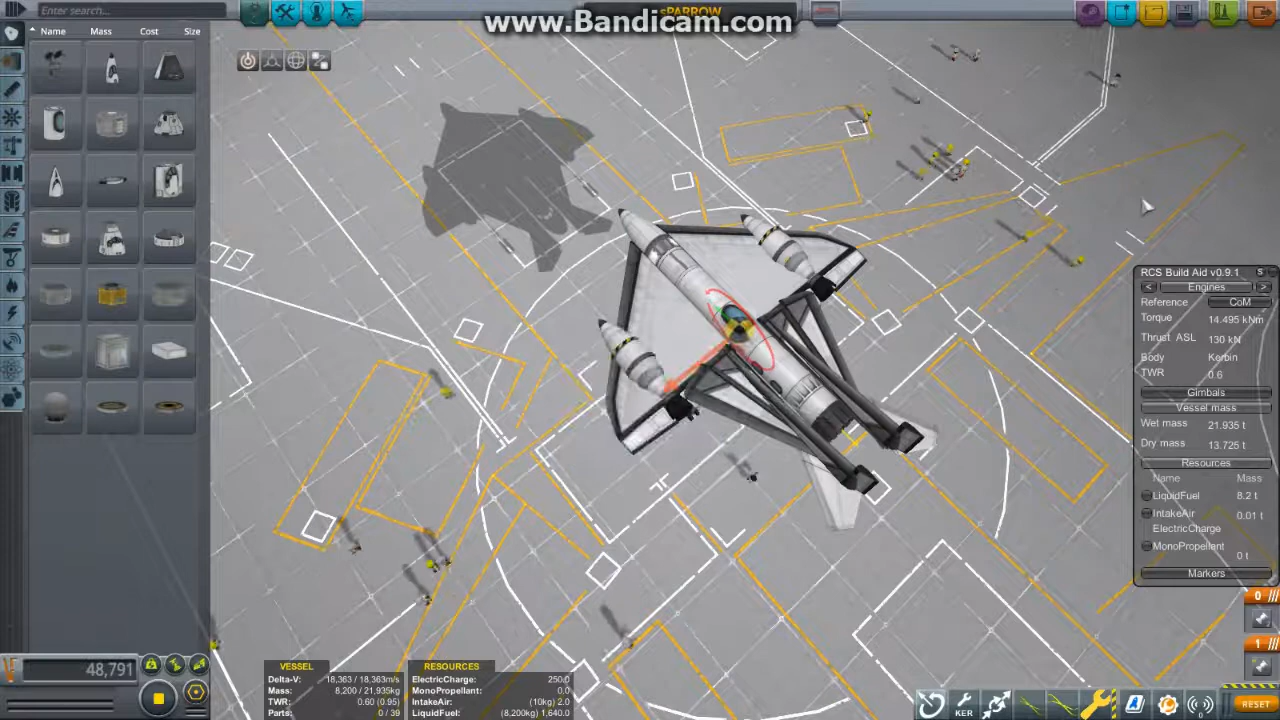 Enter search...
sPARROW
www.Bandicam.com
Name Mass Cost Size
RCS Build Aid v0.9.1 S
< Engines >
Reference CoM
Torque 14.495 kNm
Thrust ASL 130 kN
Body Kerbin
TWR 0.6
Gimbals
Vessel mass
Wet mass 21.935 t
Dry mass 13.725 t
Resources
Name Mass
LiquidFuel 8.2 t
IntakeAir 0.01 t
ElectricCharge
MonoPropellant 0 t
Markers
0
1
48,791
VESSEL
Delta-V: 18,363 / 18,363m/s
Mass: 8,200 / 21,935kg
TWR: 0.60 (0.95)
Parts: 0 / 39
RESOURCES
ElectricCharge: 250.0
MonoPropellant: 0.0
IntakeAir: (10kg) 2.0
LiquidFuel: (8,200kg) 1,640.0
KER
RESET